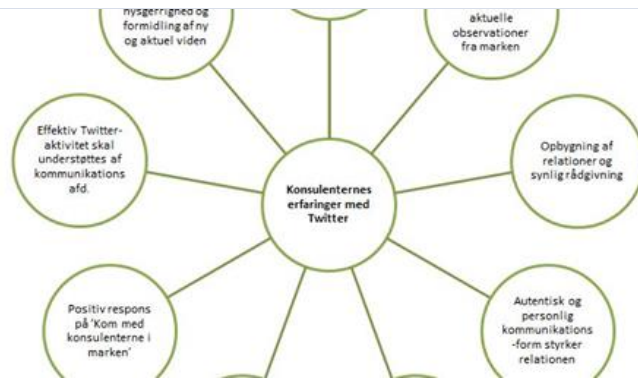 nysgerrighed og
formidling af ny
og aktuel viden
aktuelle
observationer
fra marken
Effektiv Twitter-
aktivitet skal
understøttes af
kommunikations
afd.
Opbygning af
relationer og
synlig rådgivning
Konsulenternes
erfaringer med
Twitter
Positiv respons
på 'Kom med
konsulenterne i
marken'
Autentisk og
personlig
kommunikations
-form styrker
relationen